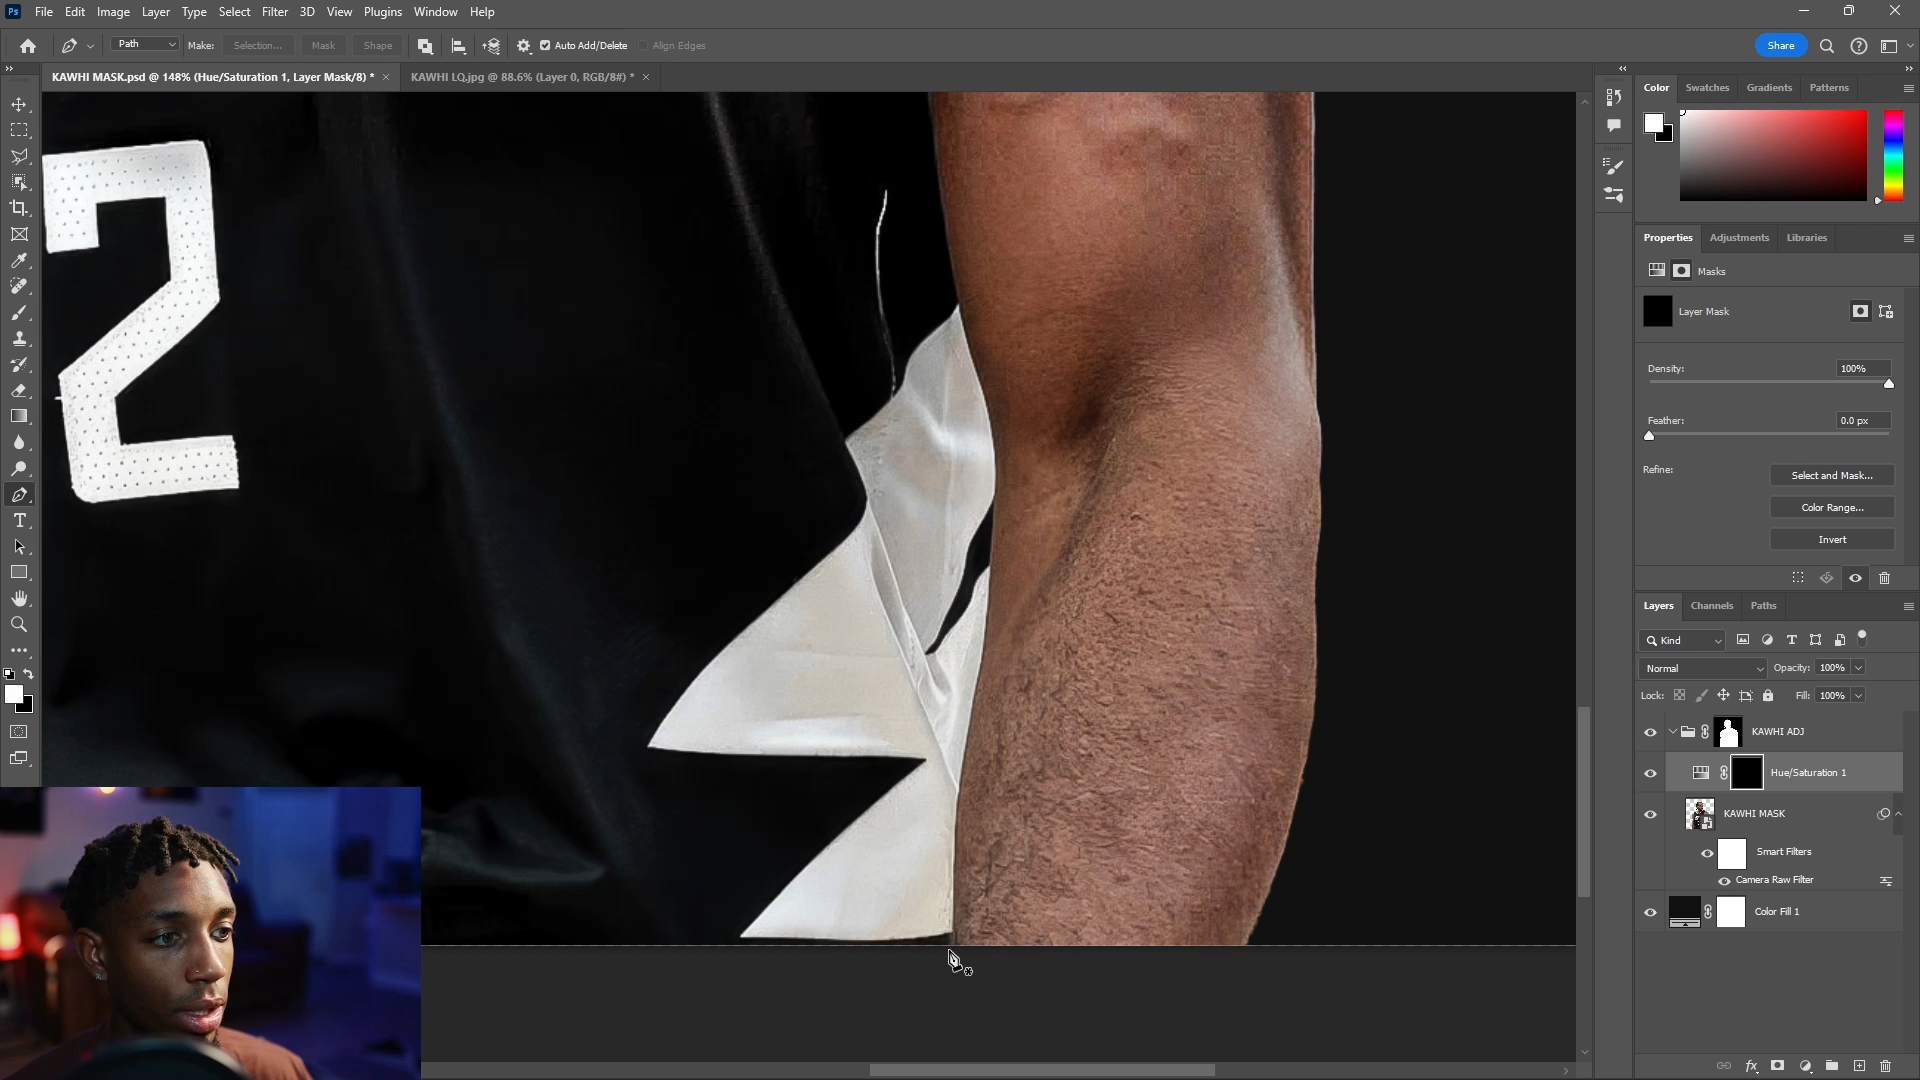 Ps File Edit Image Layer Type Select Filter 3D View Plugins Window Help
Path Make: Selection... Mask Shape Auto Add/Delete Align Edges Share
KAWHI MASK.psd @ 148% (Hue/Saturation 1, Layer Mask/8) * KAWHI LQ.jpg @ 88.6% (Layer 0, RGB/8#) *
Color Swatches Gradients Patterns
2
Properties Adjustments Libraries
Masks
Layer Mask
Density: 100%
Feather: 0.0 px
Refine: Select and Mask...
Color Range...
Invert
Layers Channels Paths
Kind
Normal Opacity: 100%
Lock: Fill: 100%
KAWHI ADJ
Hue/Saturation 1
KAWHI MASK
Smart Filters
Camera Raw Filter
Color Fill 1
fx